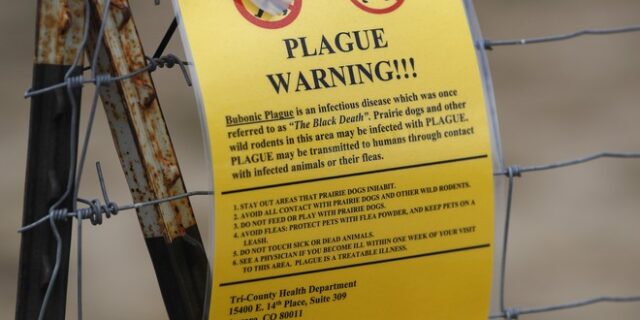 PLAGUE
WARNING!!!
Bubonic Plague is an infectious disease which was once
referred to as "The Black Death". Prairie dogs and other
wild rodents in this area may be infected with PLAGUE.
PLAGUE may be transmitted to humans through contact
with infected animals or their fleas.
1. STAY OUT AREAS THAT PRAIRIE DOGS INHABIT.
2. AVOID ALL CONTACT WITH PRAIRIE DOGS AND OTHER WILD RODENTS.
3. DO NOT FEED OR PLAY WITH PRAIRIE DOGS.
4. AVOID FLEAS: PROTECT PETS WITH FLEA POWDER, AND KEEP PETS ON A
LEASH.
5. DO NOT TOUCH SICK OR DEAD ANIMALS.
6. SEE A PHYSICIAN IF YOU BECOME ILL WITHIN ONE WEEK OF YOUR VISIT
TO THIS AREA. PLAGUE IS A TREATABLE ILLNESS.
Tri-County Health Department
15400 E. 14th Place, Suite 309
CO 80011